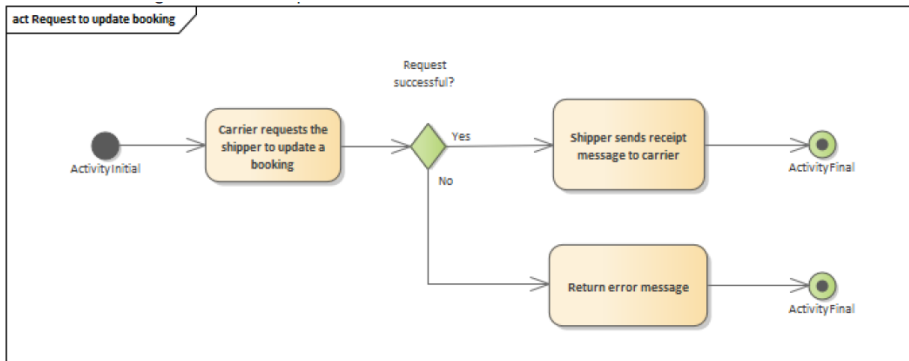 act Request to update booking
Request
successful?
Carrier requests the
shipper to update a
booking
Yes
Shipper sends receipt
message to carrier
ActivityInitial
ActivityFinal
No
Return error message
ActivityFinal